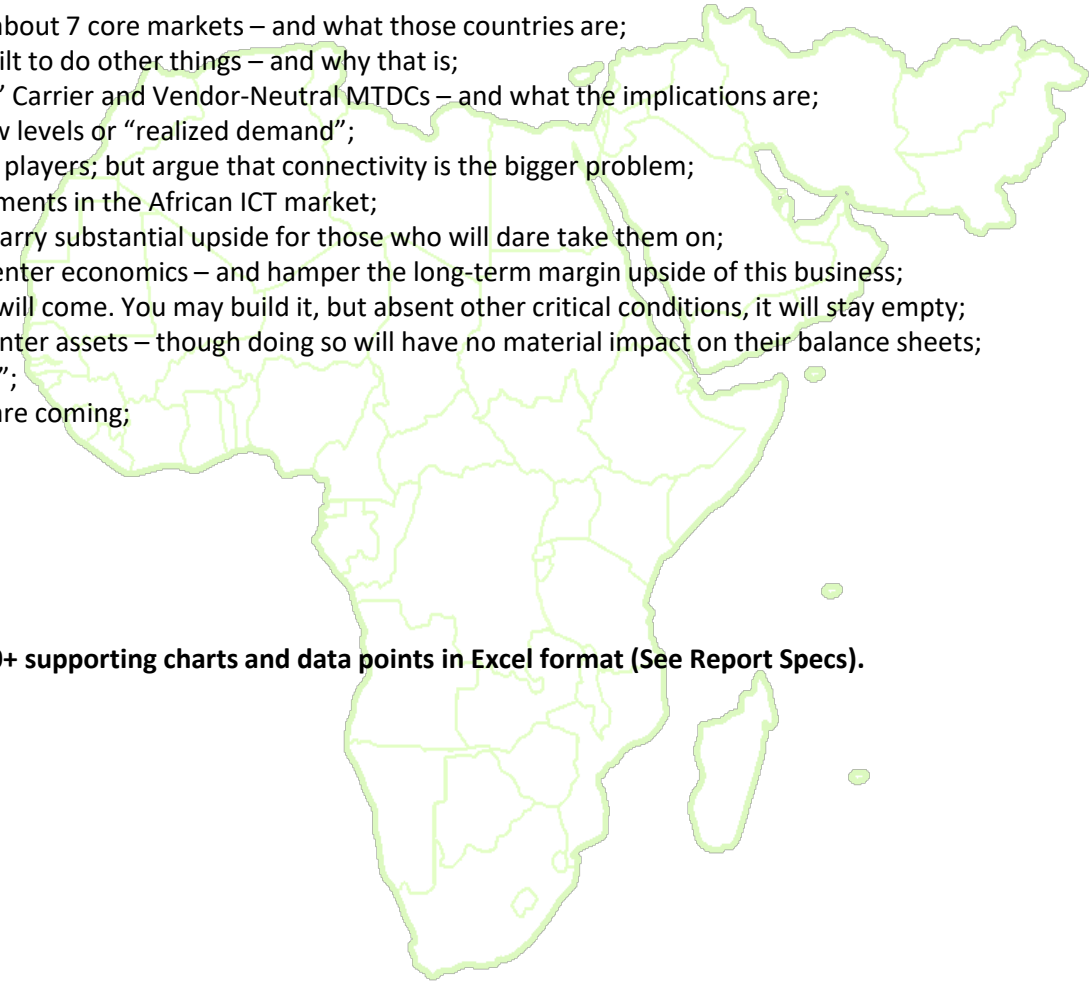 about 7 core markets – and what those countries are;
ilt to do other things – and why that is;
’ Carrier and Vendor-Neutral MTDCs – and what the implications are;
w levels or “realized demand”;
players; but argue that connectivity is the bigger problem;
ments in the African ICT market;
arry substantial upside for those who will dare take them on;
enter economics – and hamper the long-term margin upside of this business;
will come. You may build it, but absent other critical conditions, it will stay empty;
nter assets – though doing so will have no material impact on their balance sheets;
”;
are coming;
0+ supporting charts and data points in Excel format (See Report Specs).